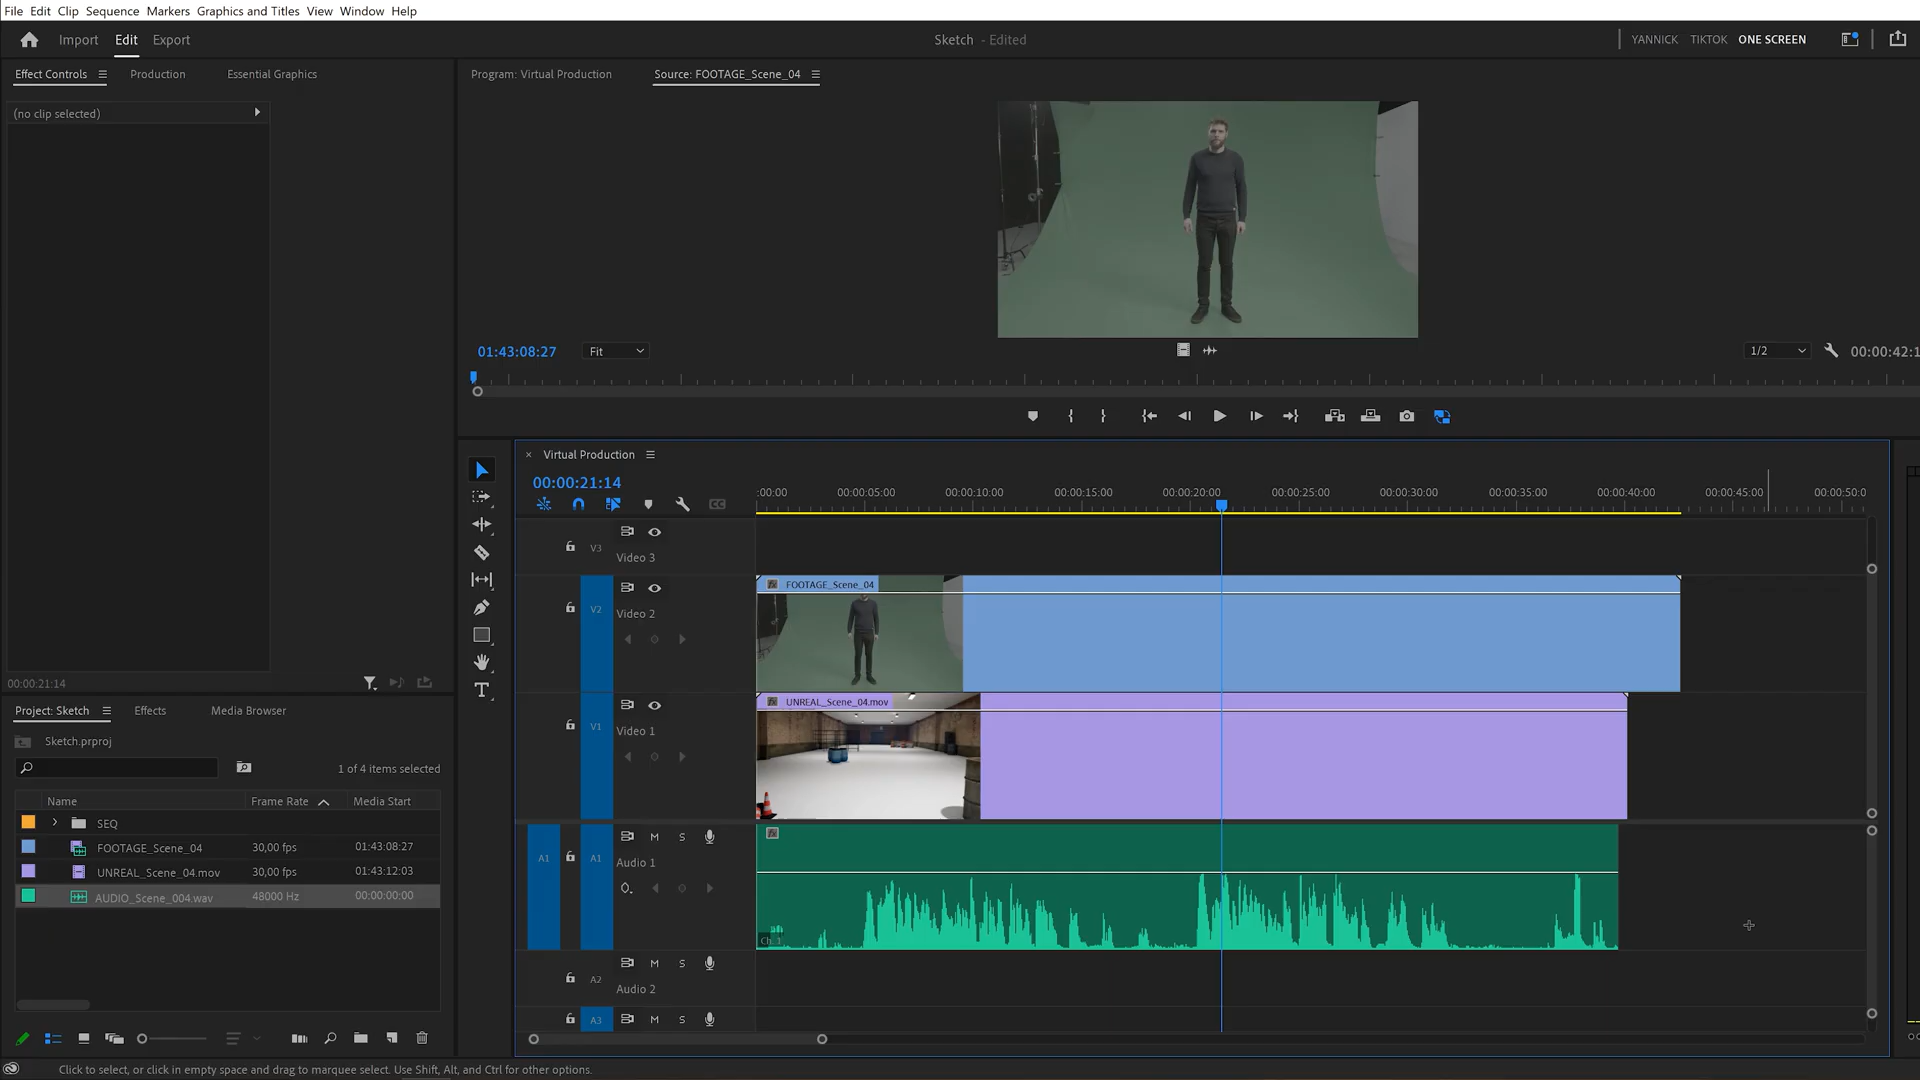 File Edit Clip Sequence Markers Graphics and Titles View Window Help
Import Edit Export
Sketch - Edited
YANNICK TIKTOK ONE SCREEN
Effect Controls Production Essential Graphics
Program: Virtual Production Source: FOOTAGE_Scene_04
(no clip selected)
01:43:08:27 Fit 1/2 00:00:42:1
Virtual Production
00:00:21:14
:00:00 00:00:05:00 00:00:10:00 00:00:15:00 00:00:20:00 00:00:25:00 00:00:30:00 00:00:35:00 00:00:40:00 00:00:45:00 00:00:50:0
V3 Video 3
FOOTAGE_Scene_04
V2 Video 2
UNREAL_Scene_04.mov
V1 Video 1
M S
A1 A1 Audio 1
Ch. 1
M S
A2 Audio 2
A3 M S
00:00:21:14
Project: Sketch Effects Media Browser
Sketch.prproj
1 of 4 items selected
Name Frame Rate Media Start
SEQ
FOOTAGE_Scene_04 30,00 fps 01:43:08:27
UNREAL_Scene_04.mov 30,00 fps 01:43:12:03
AUDIO_Scene_004.wav 48000 Hz 00:00:00:00
Click to select, or click in empty space and drag to marquee select. Use Shift, Alt, and Ctrl for other options.